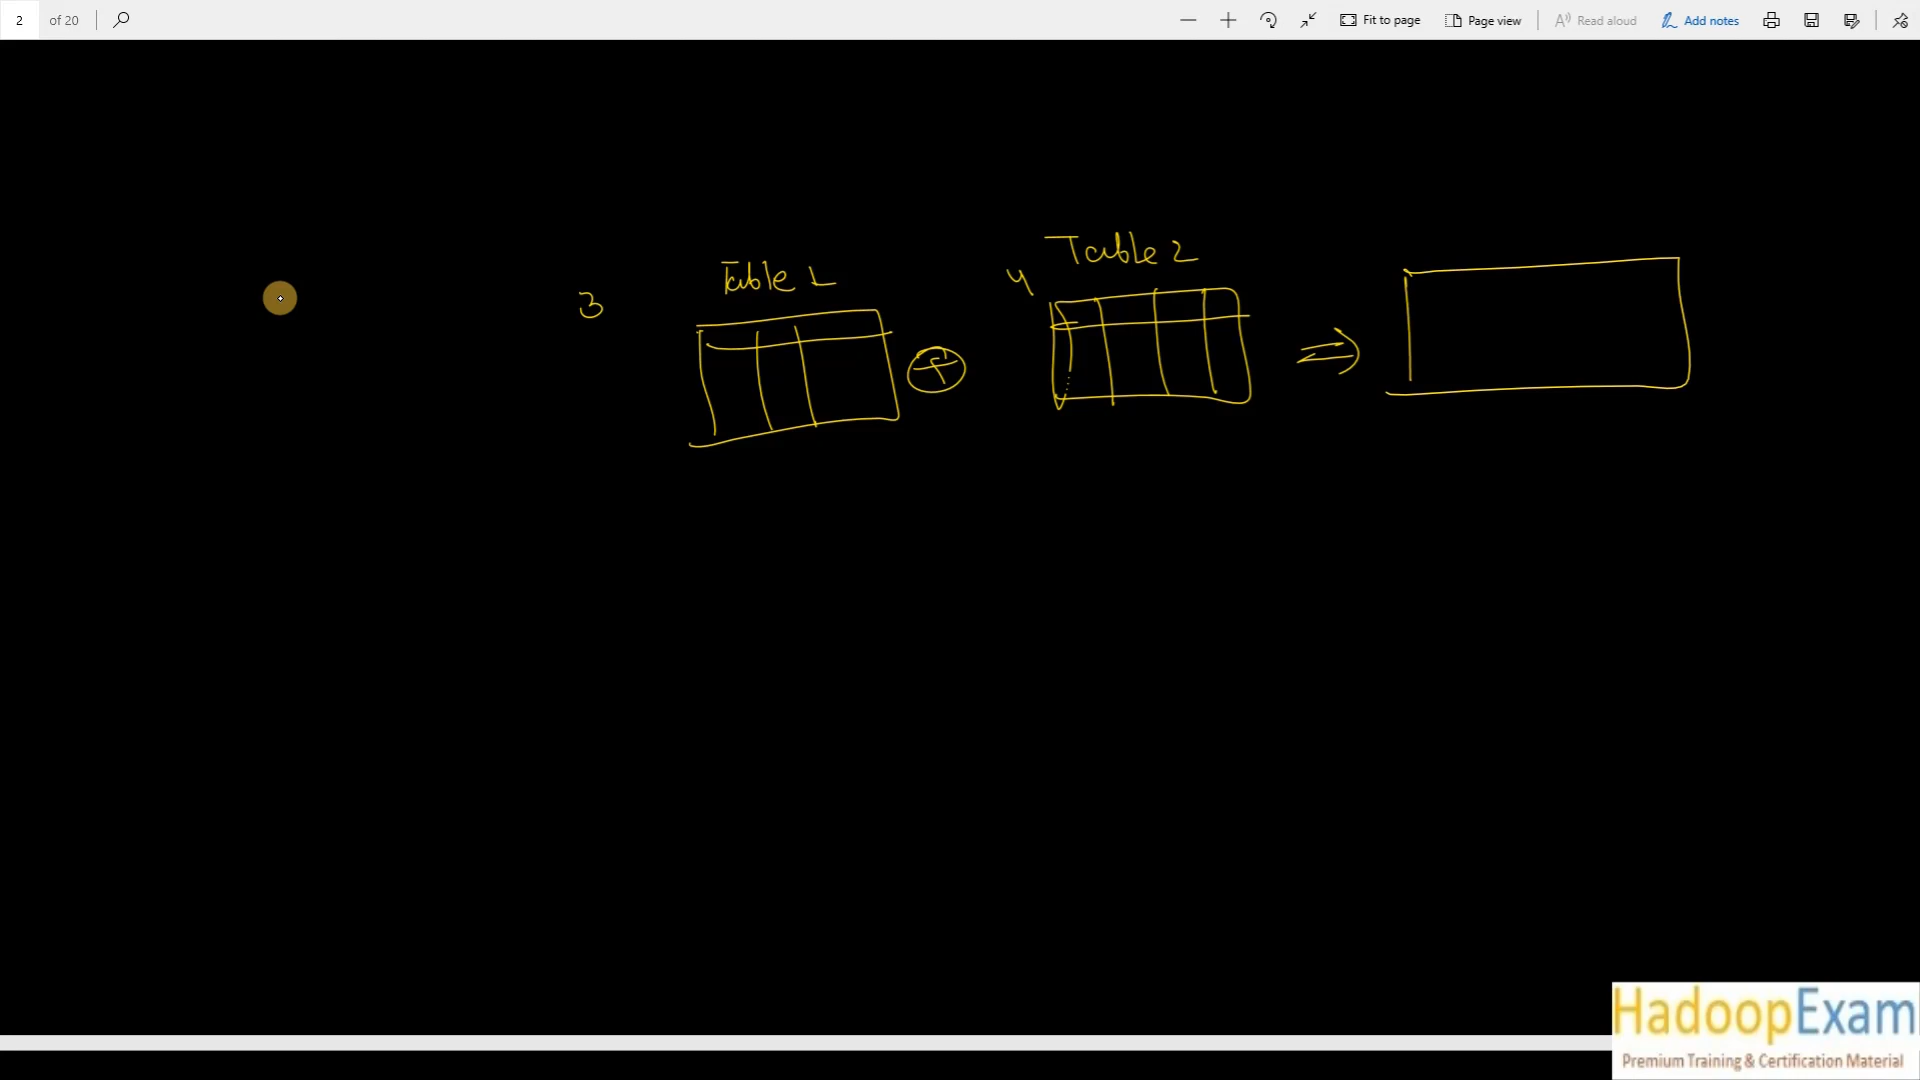 2 of 20 Fit to page Page view Read aloud Add notes
Table 2
Table 1
4
3
HadoopExam
Premium Training & Certification Material